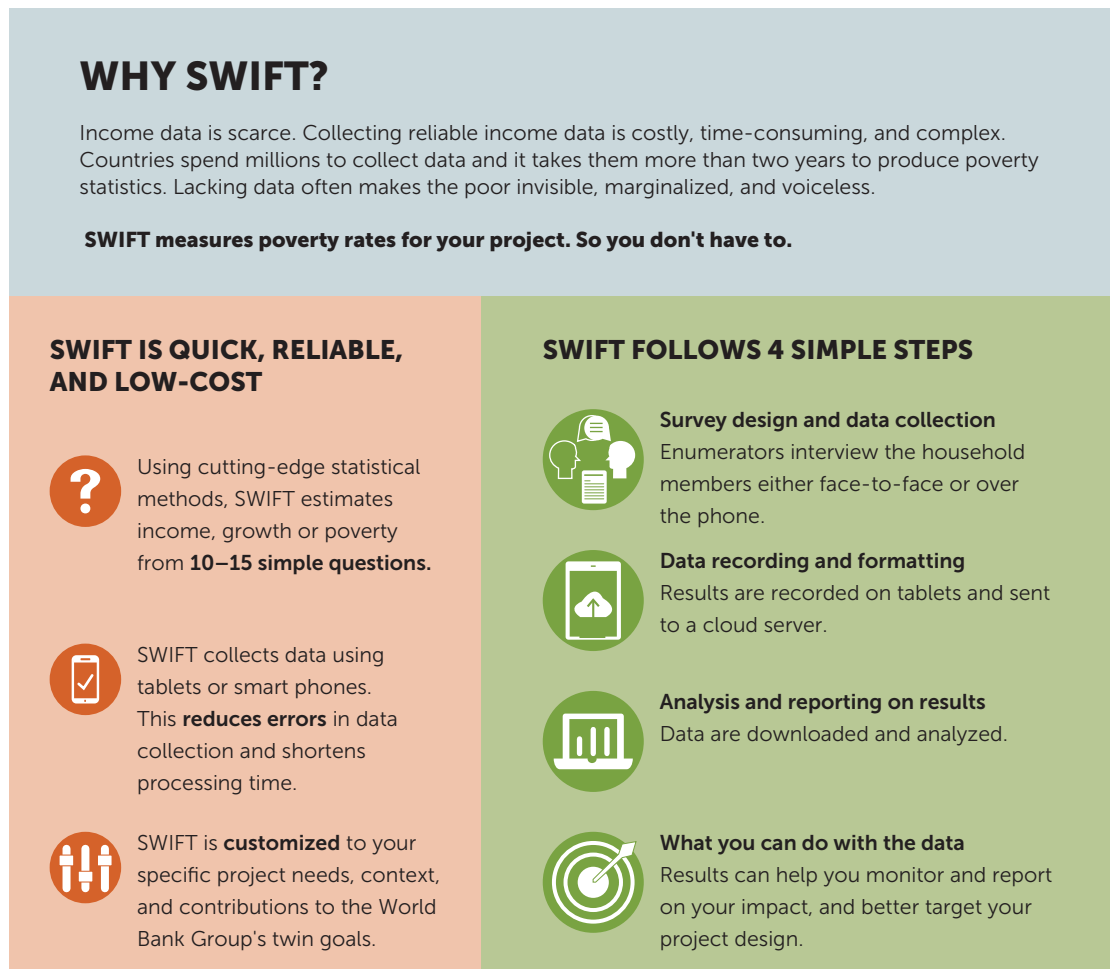 WHY SWIFT?
Income data is scarce. Collecting reliable income data is costly, time-consuming, and complex.
Countries spend millions to collect data and it takes them more than two years to produce poverty
statistics. Lacking data often makes the poor invisible, marginalized, and voiceless.
SWIFT measures poverty rates for your project. So you don't have to.
SWIFT IS QUICK, RELIABLE,
AND LOW-COST
?
Using cutting-edge statistical
methods, SWIFT estimates
income, growth or poverty
from 10–15 simple questions.
SWIFT collects data using
tablets or smart phones.
This reduces errors in data
collection and shortens
processing time.
SWIFT is customized to your
specific project needs, context,
and contributions to the World
Bank Group's twin goals.
SWIFT FOLLOWS 4 SIMPLE STEPS
Survey design and data collection
Enumerators interview the household
members either face-to-face or over
the phone.
Data recording and formatting
Results are recorded on tablets and sent
to a cloud server.
Analysis and reporting on results
Data are downloaded and analyzed.
What you can do with the data
Results can help you monitor and report
on your impact, and better target your
project design.